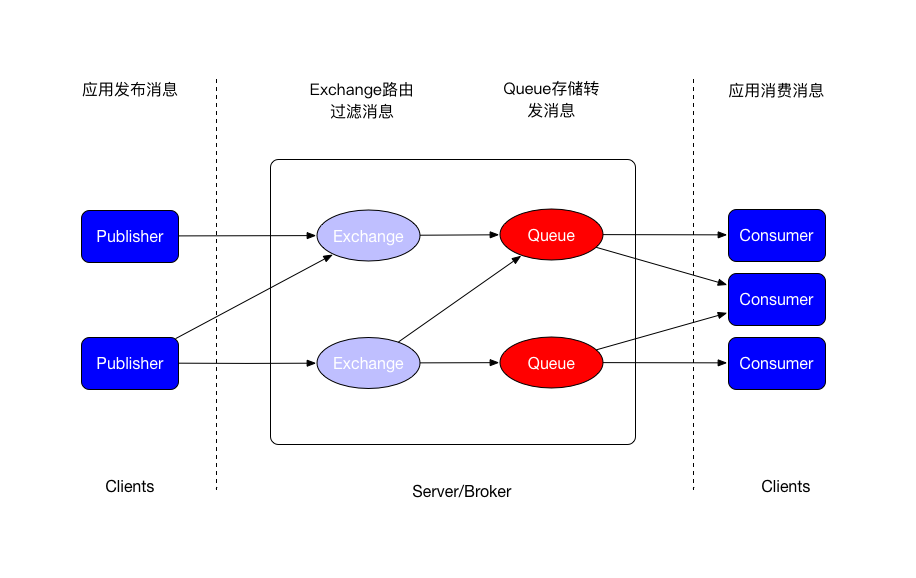 应用发布消息
Exchange路由
过滤消息
Queue存储转
发消息
应用消费消息
Publisher
Exchange
Queue
Consumer
Consumer
Publisher
Exchange
Queue
Consumer
Clients
Server/Broker
Clients